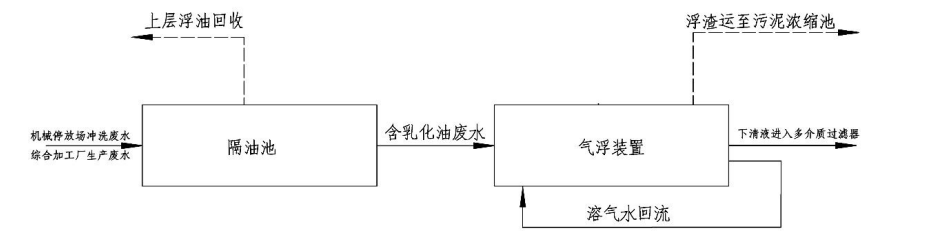 上层浮油回收
浮渣运至污泥浓缩池
机械停放场冲洗废水
综合加工厂生产废水
隔油池
含乳化油废水
气浮装置
下清液进入多介质过滤器
溶气水回流